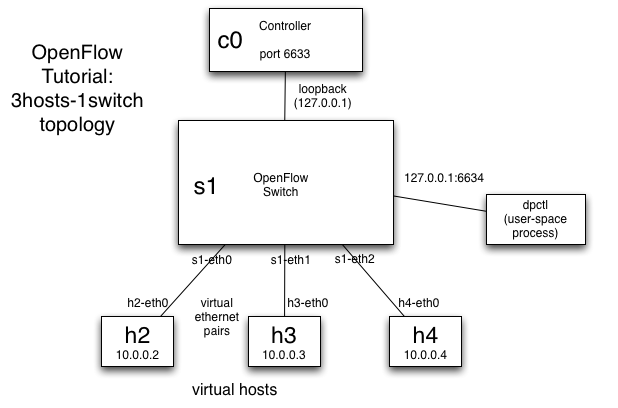 OpenFlow
Tutorial:
3hosts-1switch
topology
c0
Controller
port 6633
loopback
(127.0.0.1)
s1
OpenFlow
Switch
127.0.0.1:6634
dpctl
(user-space
process)
s1-eth0
s1-eth1
s1-eth2
h2-eth0
virtual
ethernet
pairs
h3-eth0
h4-eth0
h2
10.0.0.2
h3
10.0.0.3
h4
10.0.0.4
virtual hosts